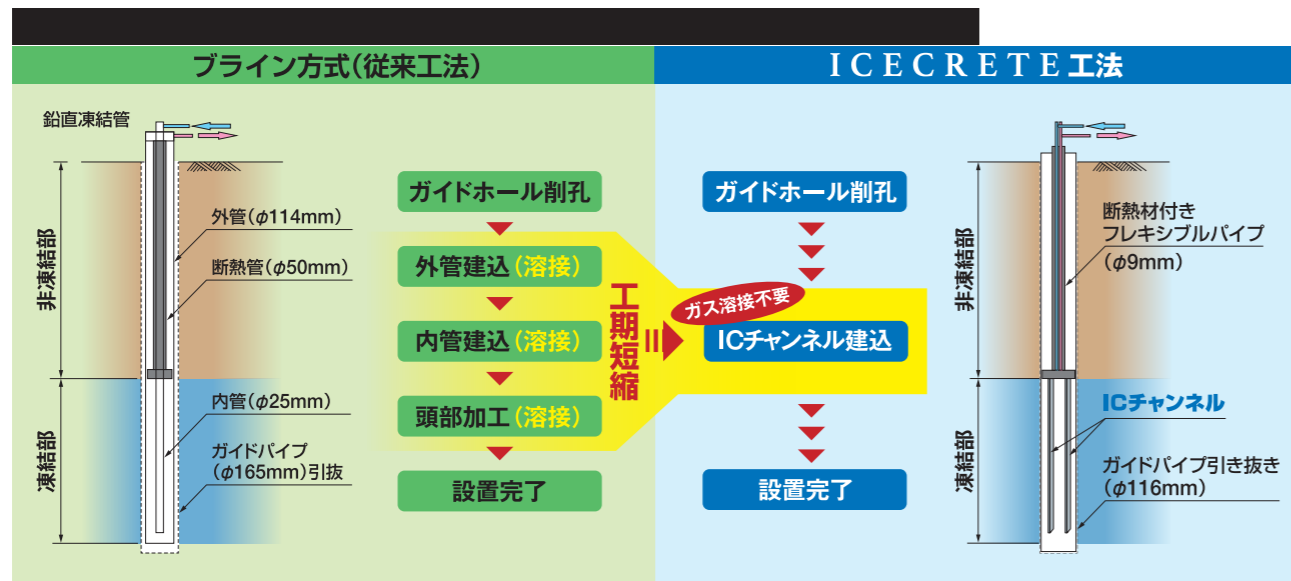 ブライン方式(従来工法)
鉛直凍結管
非凍結部
凍結部
外管(φ114mm)
断熱管(φ50mm)
内管(φ25mm)
ガイドパイプ
(φ165mm)引抜
ガイドホール削孔
外管建込(溶接)
内管建込(溶接)
頭部加工(溶接)
設置完了
工期短縮
ICECRETE工法
ガイドホール削孔
ガス溶接不要
ICチャンネル建込
設置完了
非凍結部
凍結部
断熱材付き
フレキシブルパイプ
(φ9mm)
ICチャンネル
ガイドパイプ引き抜き
(φ116mm)